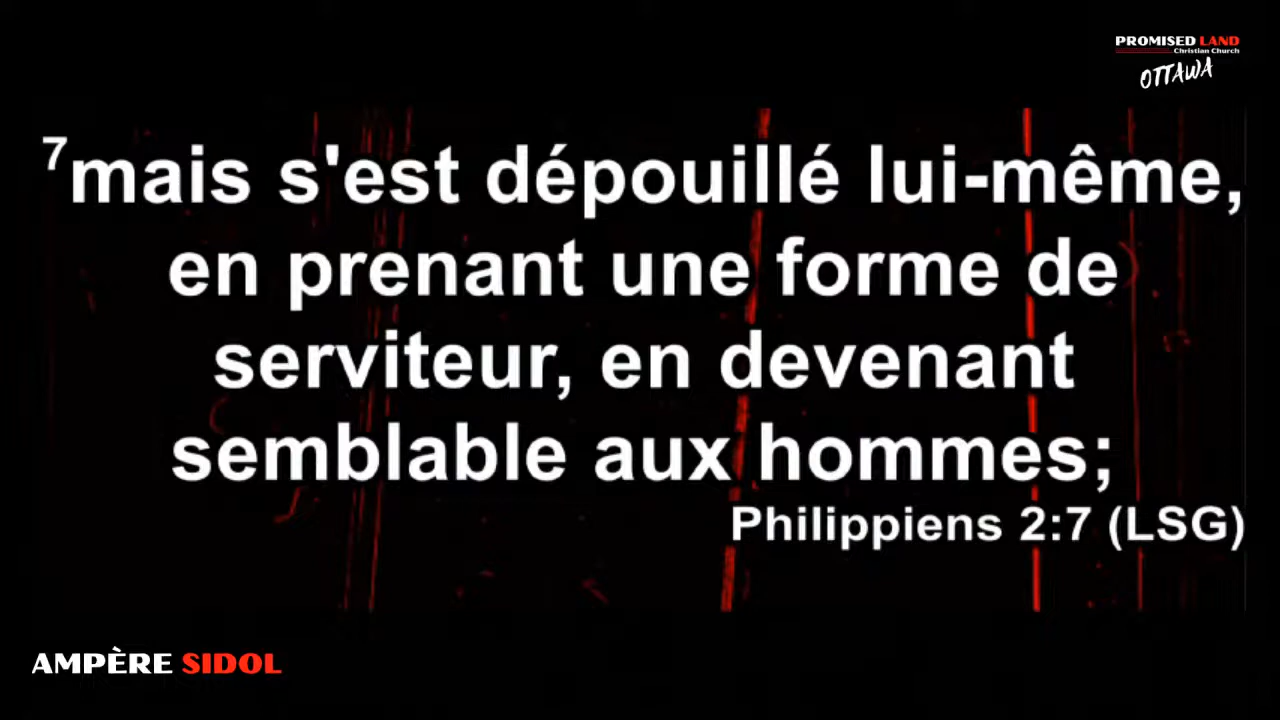 PROMISED LAND
Christian Church
OTTAWA
7mais s'est dépouillé lui-même,
en prenant une forme de
serviteur, en devenant
semblable aux hommes;
Philippiens 2:7 (LSG)
AMPÈRE SIDOL